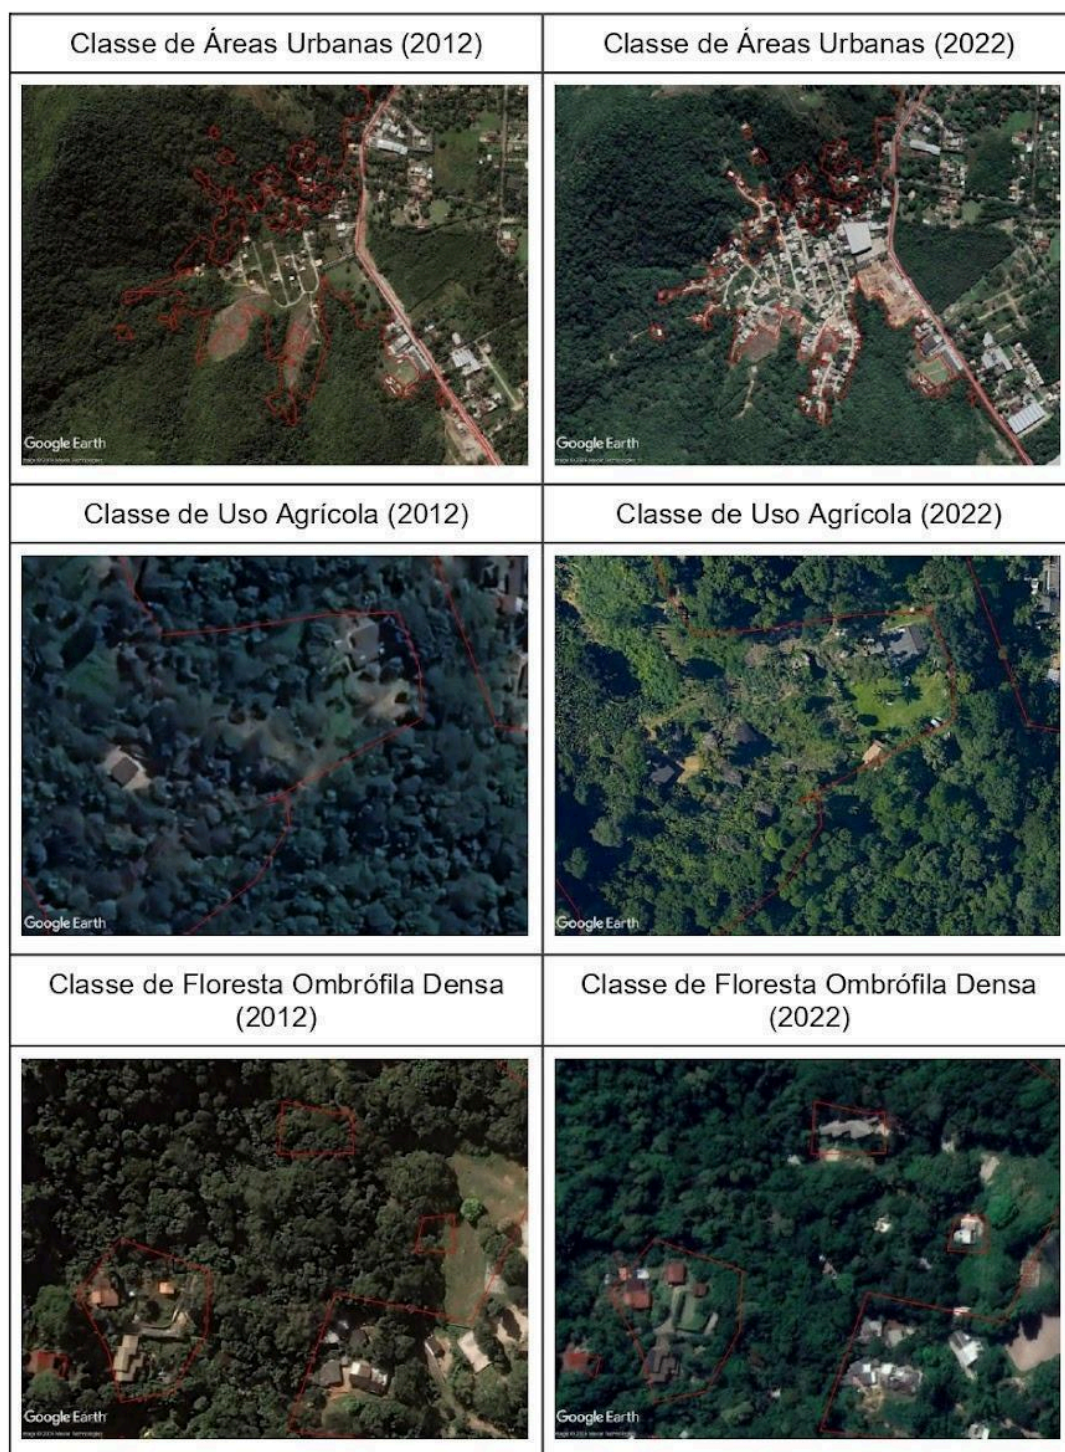 Classe de Áreas Urbanas (2012)
Classe de Áreas Urbanas (2022)
Google Earth
Google Earth
Classe de Uso Agrícola (2012)
Classe de Uso Agrícola (2022)
Google Earth
Google Earth
Classe de Floresta Ombrófila Densa
(2012)
Classe de Floresta Ombrófila Densa
(2022)
Google Earth
Google Earth